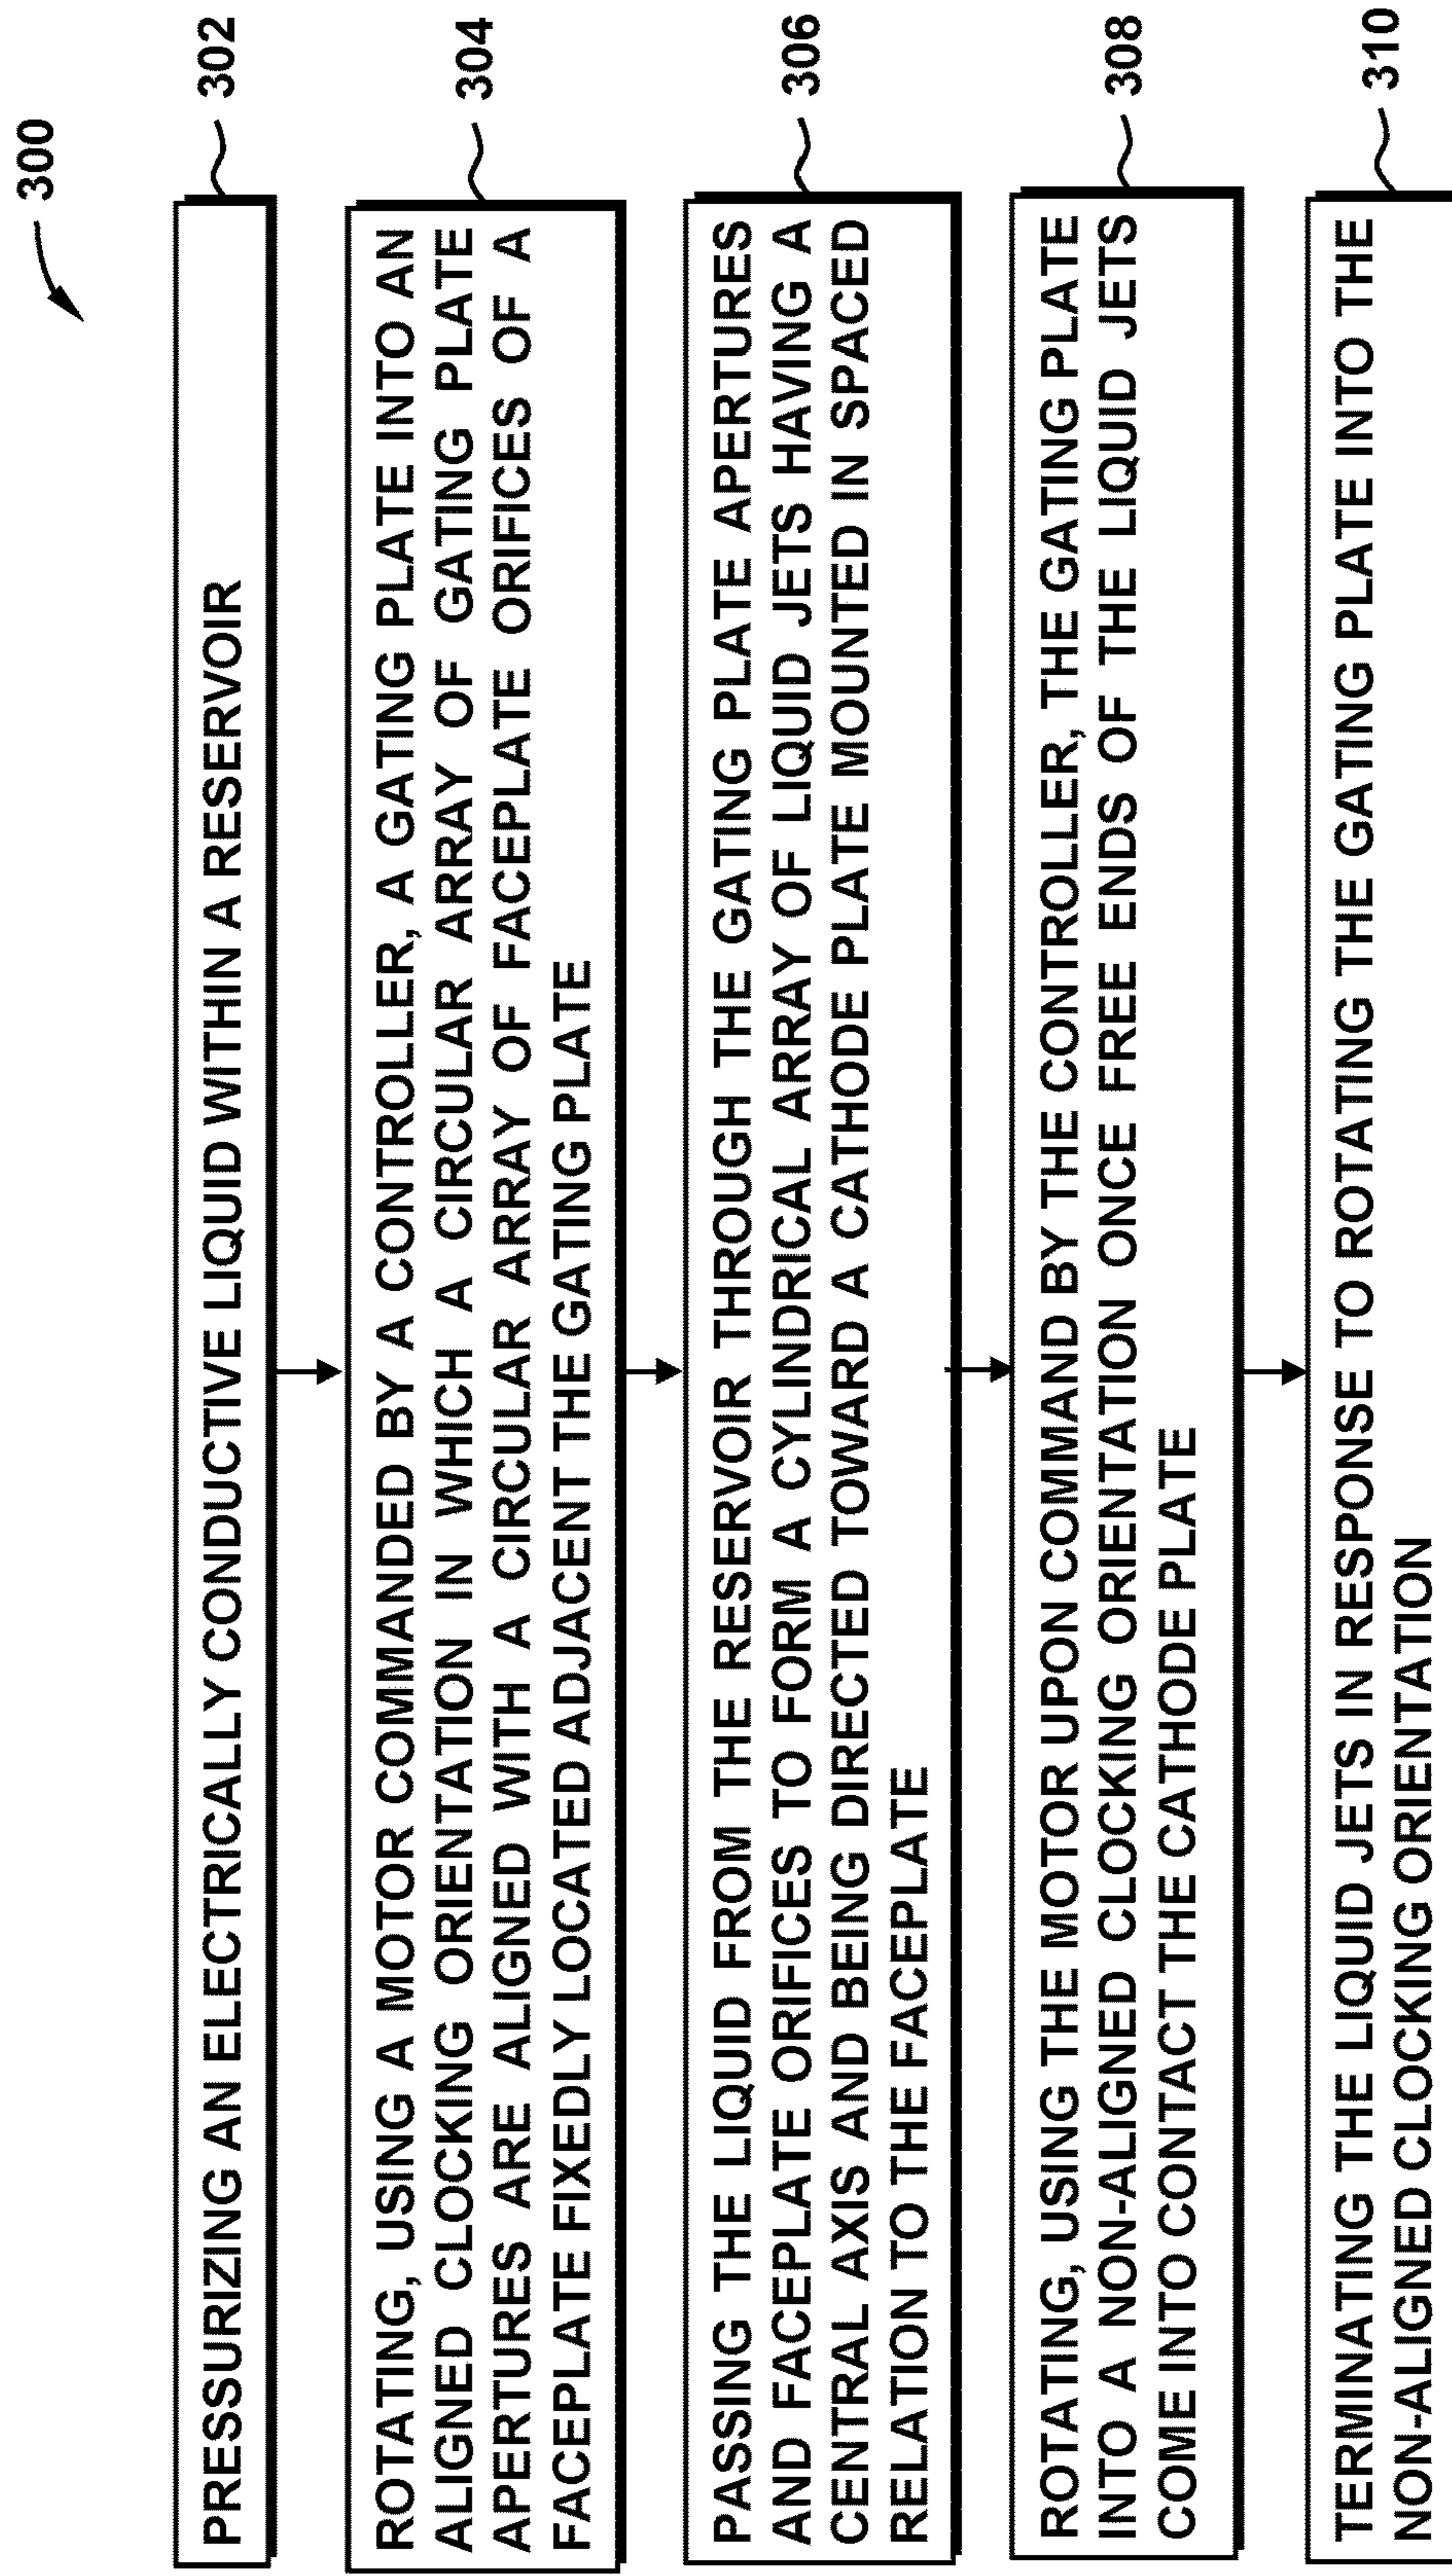 300
PRESSURIZING AN ELECTRICALLY CONDUCTIVE LIQUID WITHIN A RESERVOIR
302
ROTATING, USING A MOTOR COMMANDED BY A CONTROLLER, A GATING PLATE INTO AN
ALIGNED CLOCKING ORIENTATION IN WHICH A CIRCULAR ARRAY OF GATING PLATE
APERTURES ARE ALIGNED WITH A CIRCULAR ARRAY OF FACEPLATE ORIFICES OF A
FACEPLATE FIXEDLY LOCATED ADJACENT THE GATING PLATE
304
PASSING THE LIQUID FROM THE RESERVOIR THROUGH THE GATING PLATE APERTURES
AND FACEPLATE ORIFICES TO FORM A CYLINDRICAL ARRAY OF LIQUID JETS HAVING A
CENTRAL AXIS AND BEING DIRECTED TOWARD A CATHODE PLATE MOUNTED IN SPACED
RELATION TO THE FACEPLATE
306
ROTATING, USING THE MOTOR UPON COMMAND BY THE CONTROLLER, THE GATING PLATE
INTO A NON-ALIGNED CLOCKING ORIENTATION ONCE FREE ENDS OF THE LIQUID JETS
COME INTO CONTACT THE CATHODE PLATE
308
TERMINATING THE LIQUID JETS IN RESPONSE TO ROTATING THE GATING PLATE INTO THE
NON-ALIGNED CLOCKING ORIENTATION
310